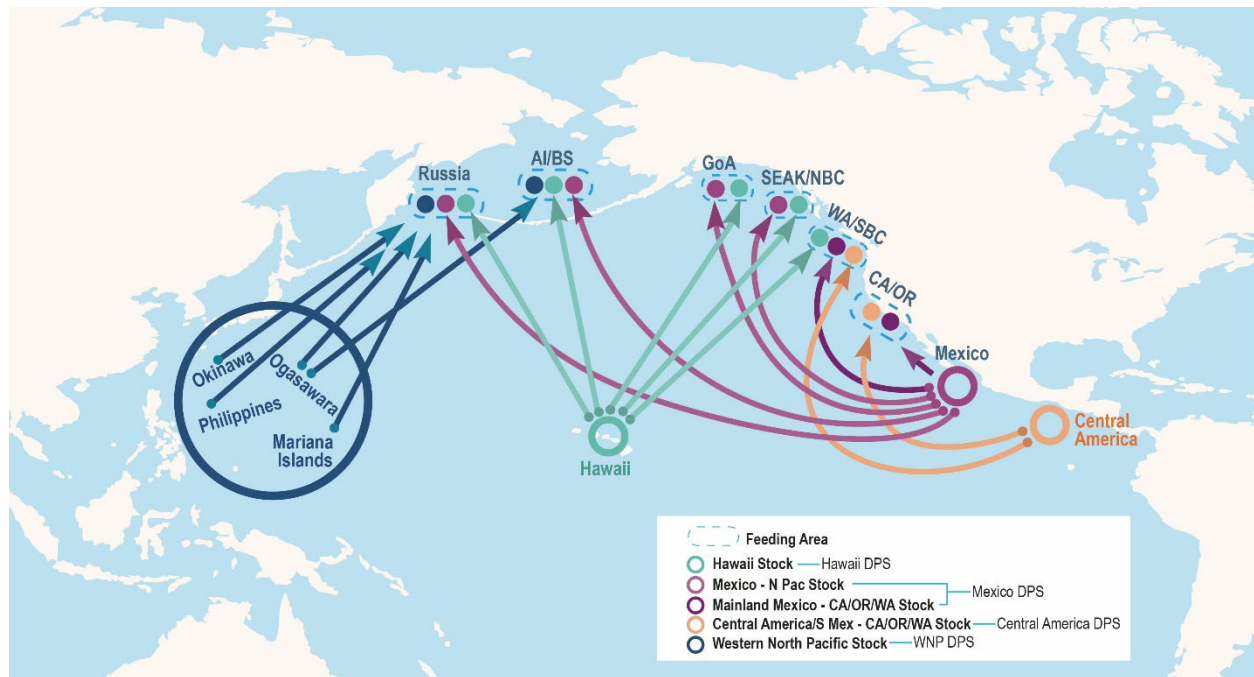 AI/BS
Russia
GoA
SEAK/NBC
WA/SBC
CA/OR
Mexico
Okinawa
Ogasawara
Philippines
Mariana
Islands
Hawaii
Central
America
Feeding Area
Hawaii Stock Hawaii DPS
Mexico - N Pac Stock
Mexico DPS
Mainland Mexico - CA/OR/WA Stock
Central America/S Mex - CA/OR/WA Stock Central America DPS
Western North Pacific Stock WNP DPS